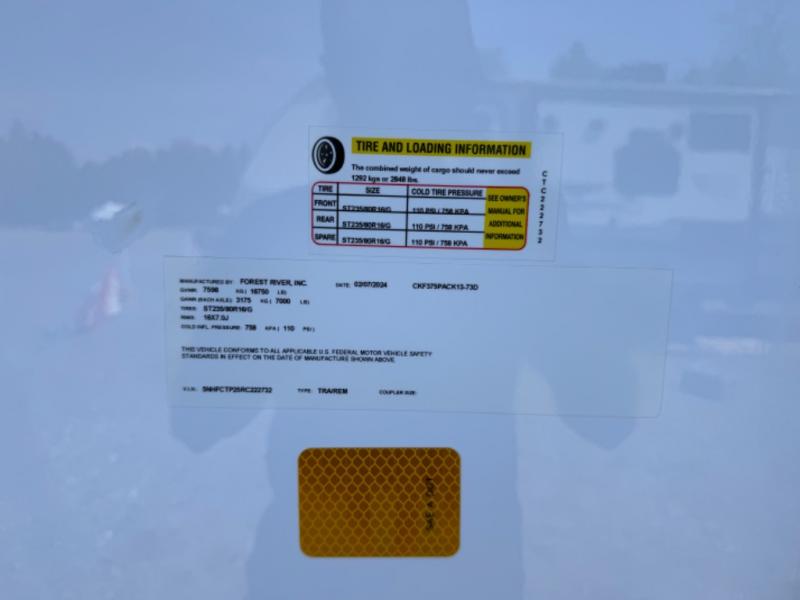 TIRE AND LOADING INFORMATION
The combined weight of cargo should never exceed
1292 kgs or 2848 lbs.
TIRE SIZE COLD TIRE PRESSURE SEE OWNER'S MANUAL FOR ADDITIONAL INFORMATION
FRONT ST235/80R16/G 110 PSI / 758 KPA
REAR ST235/80R16/G 110 PSI / 758 KPA
SPARE ST235/80R16/G 110 PSI / 758 KPA
CTC222732
MANUFACTURED BY: FOREST RIVER, INC. DATE: 02/07/2024 CKF375PACK13-73D
GVWR: 7598 KG ( 16750 LB)
GAWR (EACH AXLE): 3175 KG ( 7000 LB)
TIRES: ST235/80R16/G
RIMS: 16X7.0J
COLD INFL. PRESSURE: 758 KPA ( 110 PSI )
THIS VEHICLE CONFORMS TO ALL APPLICABLE U.S. FEDERAL MOTOR VEHICLE SAFETY
STANDARDS IN EFFECT ON THE DATE OF MANUFACTURE SHOWN ABOVE.
V.I.N.: 5NHFCTP25RC222732 TYPE: TRA/REM COUPLER SIZE: